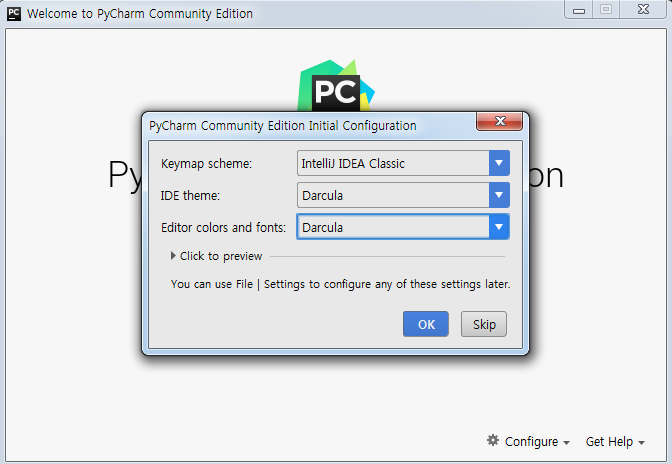 PC Welcome to PyCharm Community Edition
PC
PyCharm Community Edition Initial Configuration
Keymap scheme: IntelliJ IDEA Classic
IDE theme: Darcula
Editor colors and fonts: Darcula
Click to preview
You can use File | Settings to configure any of these settings later.
OK Skip
Py
on
Configure Get Help